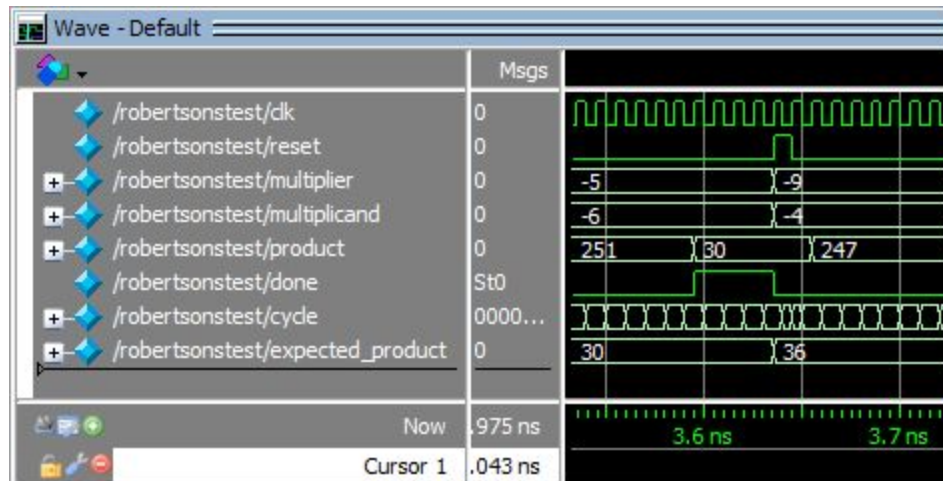 Wave - Default
Msgs
/robertsonstest/clk 0
/robertsonstest/reset 0
/robertsonstest/multiplier 0 -5 -9
/robertsonstest/multiplicand 0 -6 -4
/robertsonstest/product 0 251 30 247
/robertsonstest/done St0
/robertsonstest/cycle 0000...
/robertsonstest/expected_product 0 30 36
Now .975 ns 3.6 ns 3.7 ns
Cursor 1 .043 ns